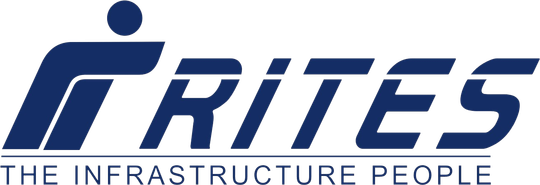 RITES
THE INFRASTRUCTURE PEOPLE